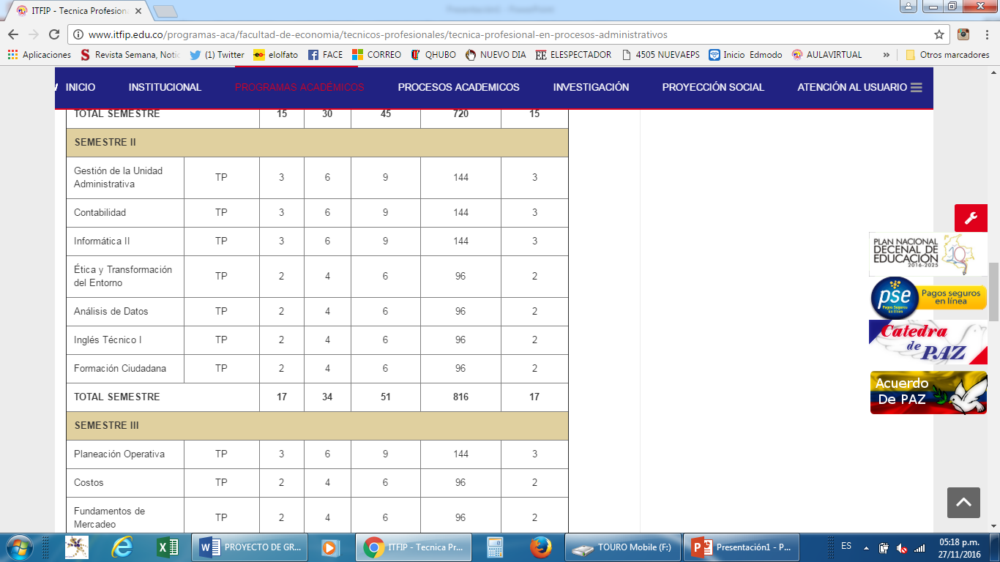 Presentación1 - PowerPoint
ITFIP - Tecnica Profesiona
www.itfip.edu.co/programas-aca/facultad-de-economia/tecnicos-profesionales/tecnica-profesional-en-procesos-administrativos
Aplicaciones Revista Semana, Notic (1) Twitter elolfato FACE CORREO QHUBO NUEVO DIA ELESPECTADOR 4505 NUEVAEPS Inicio Edmodo AULAVIRTUAL » Otros marcadores
INICIO INSTITUCIONAL PROGRAMAS ACADÉMICOS PROCESOS ACADEMICOS INVESTIGACIÓN PROYECCIÓN SOCIAL ATENCIÓN AL USUARIO
TOTAL SEMESTRE 15 30 45 720 15
SEMESTRE II
Gestión de la Unidad
Administrativa TP 3 6 9 144 3
Contabilidad TP 3 6 9 144 3
Informática II TP 3 6 9 144 3
Ética y Transformación
del Entorno TP 2 4 6 96 2
Análisis de Datos TP 2 4 6 96 2
Inglés Técnico I TP 2 4 6 96 2
Formación Ciudadana TP 2 4 6 96 2
TOTAL SEMESTRE 17 34 51 816 17
SEMESTRE III
Planeación Operativa TP 3 6 9 144 3
Costos TP 2 4 6 96 2
Fundamentos de
Mercadeo TP 2 4 6 96 2
PLAN NACIONAL
DECENAL DE
EDUCACIÓN
2016-2025
pse
Pagos Seguros
En línea
Pagos seguros
en línea
Catedra
de PAZ
Acuerdo
De PAZ
PROYECTO DE GR... ITFIP - Tecnica Pr... TOURO Mobile (F:) Presentación1 - P... ES 05:18 p.m.
27/11/2016